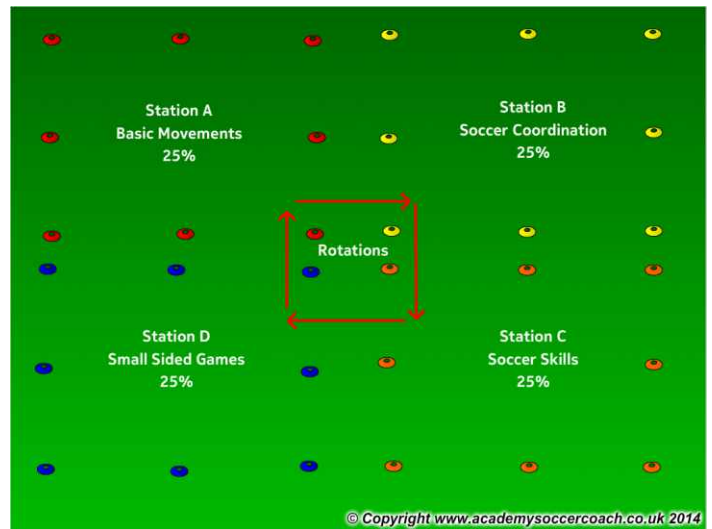 Station A
Basic Movements
25%
Station B
Soccer Coordination
25%
Rotations
Station D
Small Sided Games
25%
Station C
Soccer Skills
25%
© Copyright www.academysoccercoach.co.uk 2014